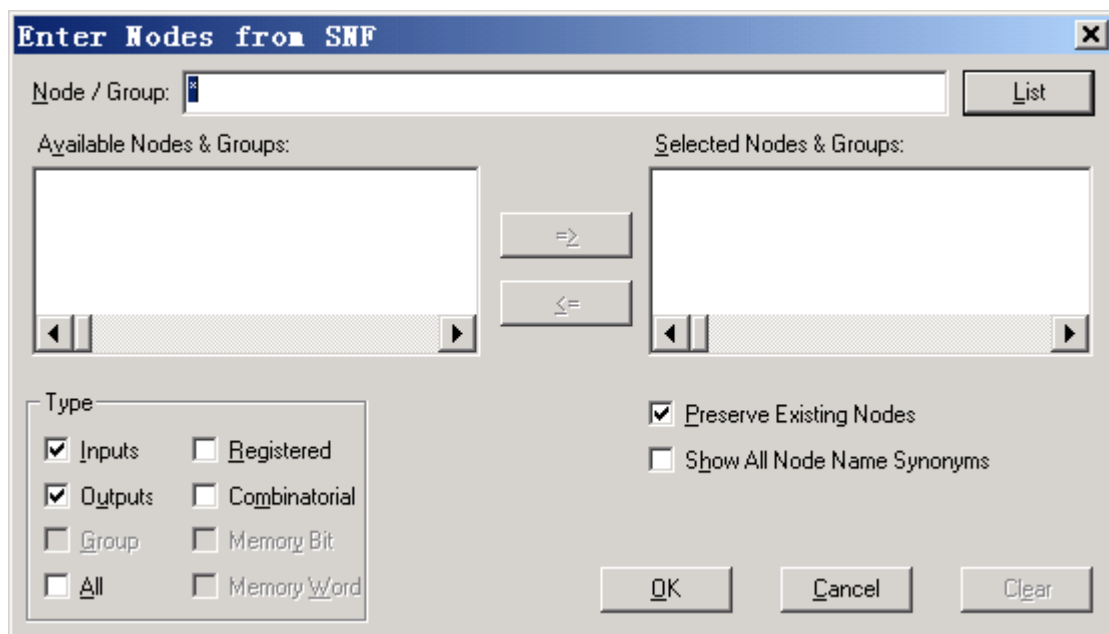 Enter Nodes from SNF
Node / Group: * List
Available Nodes & Groups: Selected Nodes & Groups:
=>
<=
Type
Inputs Registered
Outputs Combinatorial
Group Memory Bit
All Memory Word
Preserve Existing Nodes
Show All Node Name Synonyms
OK Cancel Clear